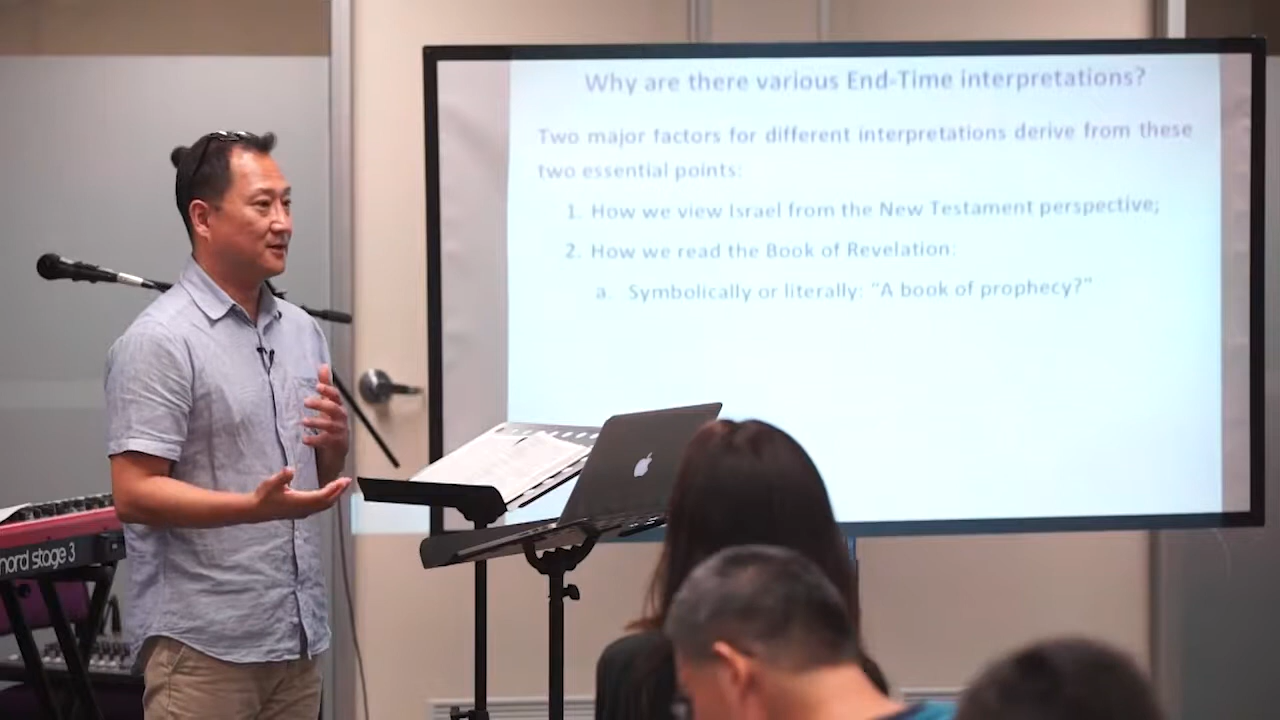 Why are there various End-Time interpretations?
Two major factors for different interpretations derive from these
two essential points:
1. How we view Israel from the New Testament perspective;
2. How we read the Book of Revelation:
a. Symbolically or literally: “A book of prophecy?”
nord stage 3